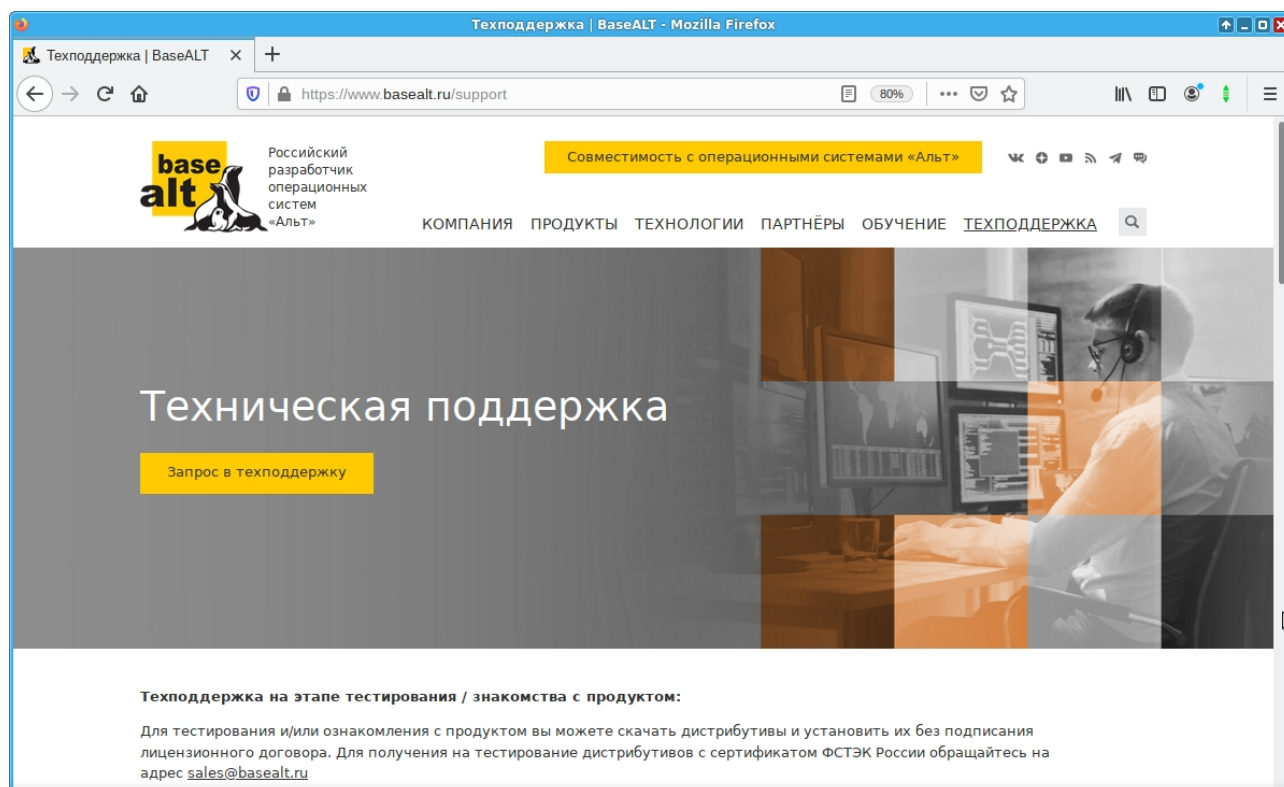 Техподдержка | BaseALT - Mozilla Firefox
Техподдержка | BaseALT
https://www.basealt.ru/support
80%
base
alt
Российский
разработчик
операционных
систем
«Альт»
Совместимость с операционными системами «Альт»
КОМПАНИЯ ПРОДУКТЫ ТЕХНОЛОГИИ ПАРТНЁРЫ ОБУЧЕНИЕ ТЕХПОДДЕРЖКА
Техническая поддержка
Запрос в техподдержку
Техподдержка на этапе тестирования / знакомства с продуктом:
Для тестирования и/или ознакомления с продуктом вы можете скачать дистрибутивы и установить их без подписания
лицензионного договора. Для получения на тестирование дистрибутивов с сертификатом ФСТЭК России обращайтесь на
адрес sales@basealt.ru